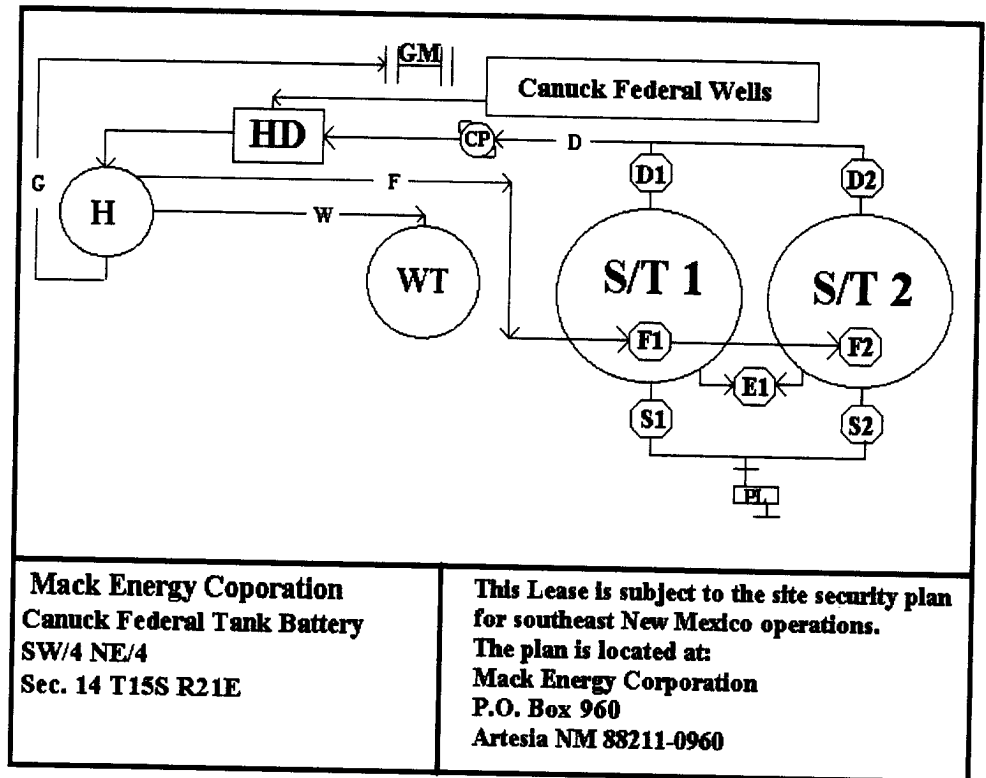 GM
Canuck Federal Wells
HD
CP
D
D1
D2
G
F
H
W
WT
S/T 1
S/T 2
F1
F2
E1
S1
S2
PL
Mack Energy Coporation
Canuck Federal Tank Battery
SW/4 NE/4
Sec. 14 T15S R21E
This Lease is subject to the site security plan
for southeast New Mexico operations.
The plan is located at:
Mack Energy Corporation
P.O. Box 960
Artesia NM 88211-0960